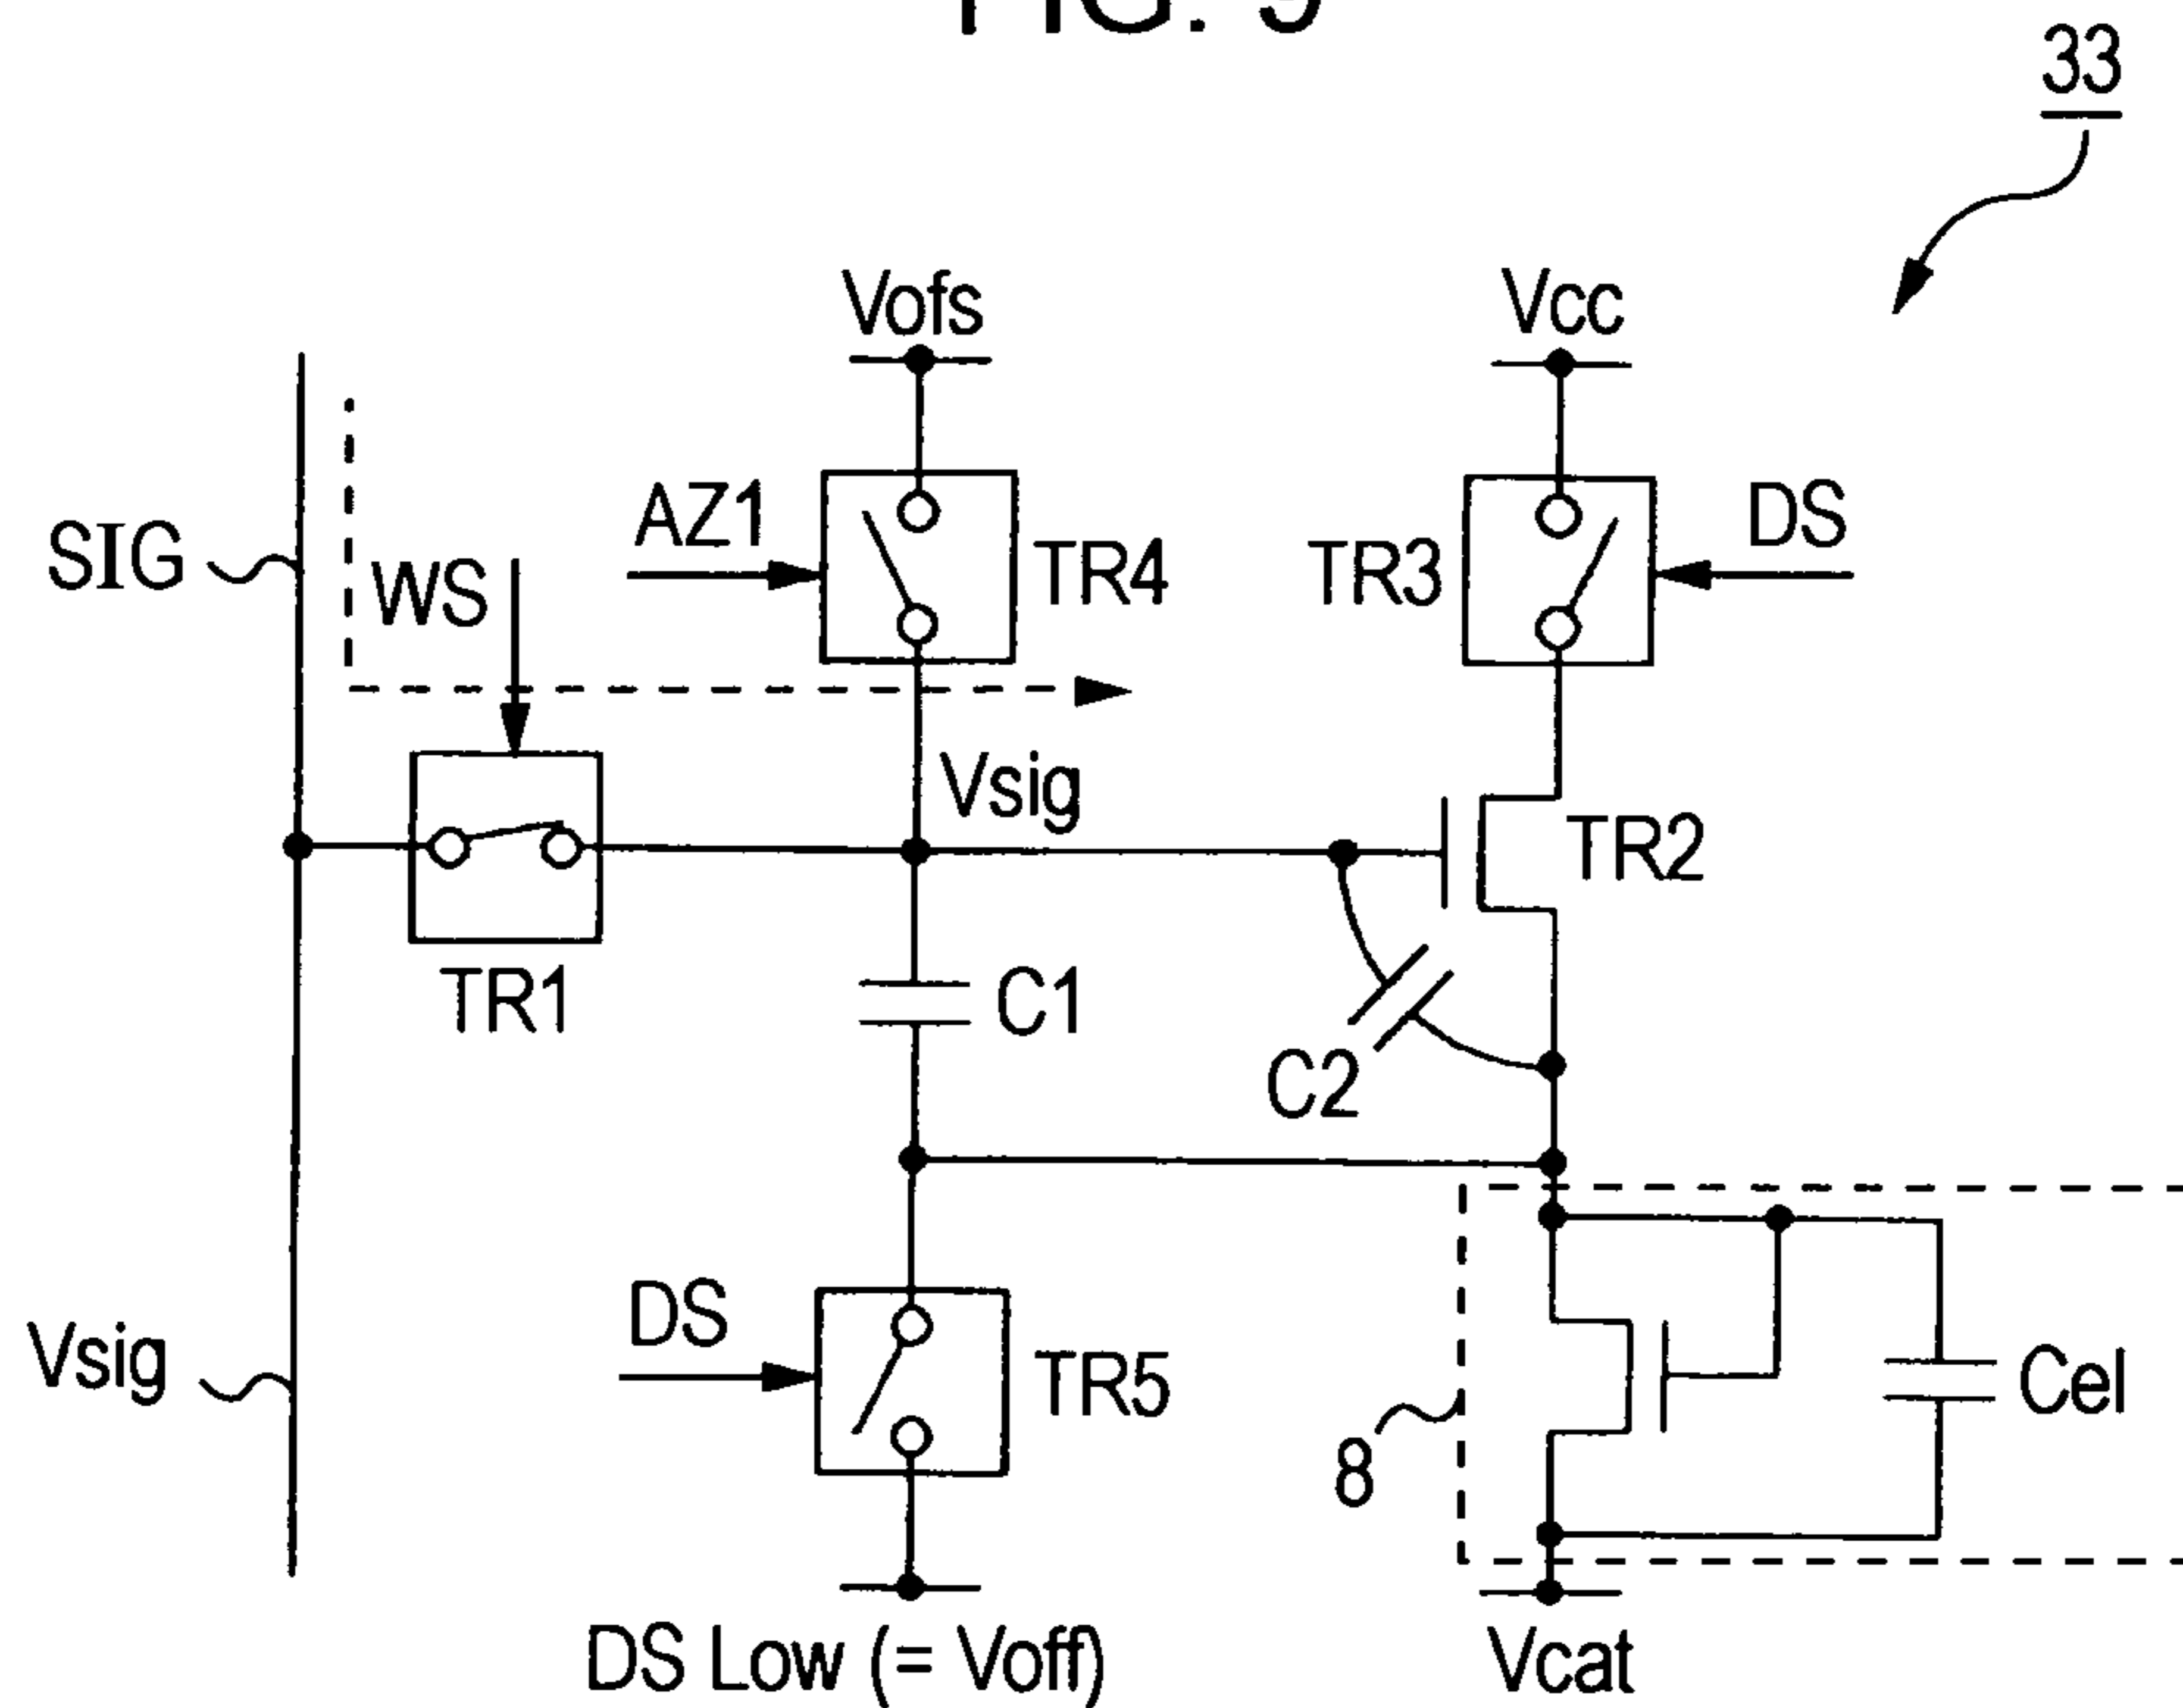 33
Vofs
Vcc
AZ1
DS
SIG
WS
TR4
TR3
Vsig
TR2
TR1
C1
C2
DS
TR5
Vsig
Cel
8
DS Low (= Voff)
Vcat